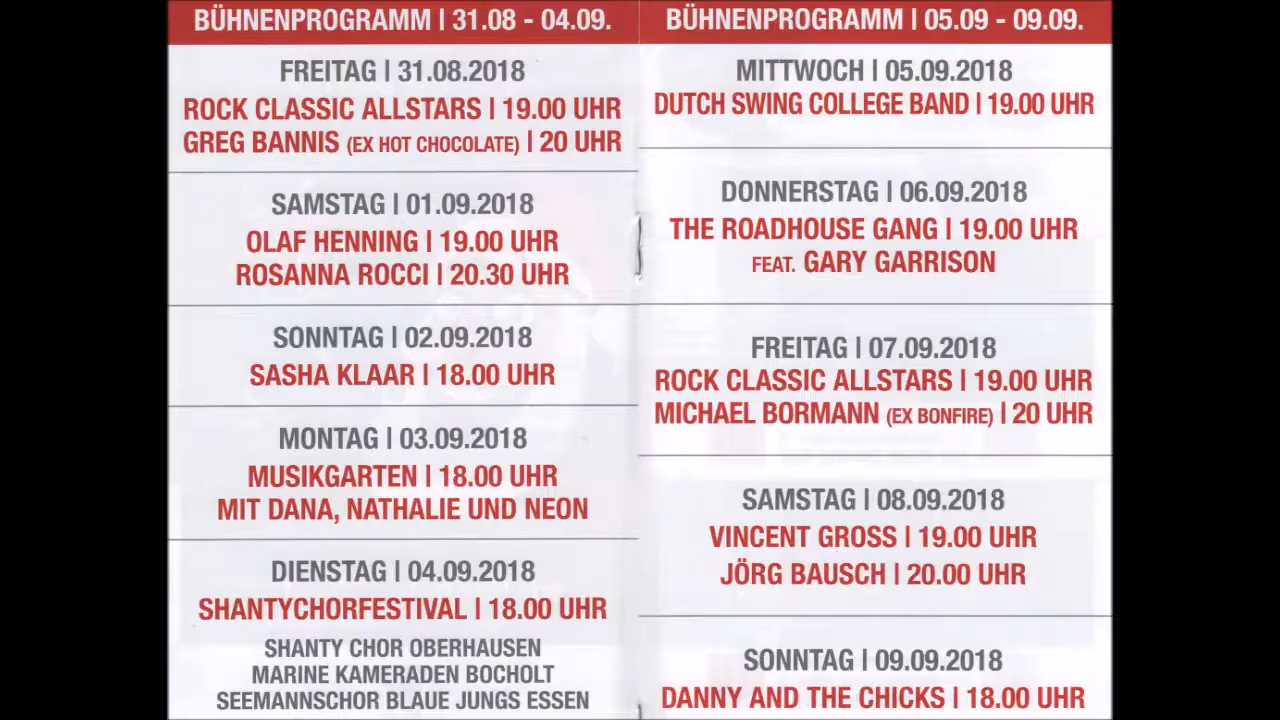 BÜHNENPROGRAMM | 31.08 - 04.09.
FREITAG | 31.08.2018
ROCK CLASSIC ALLSTARS | 19.00 UHR
GREG BANNIS (EX HOT CHOCOLATE) | 20 UHR
SAMSTAG | 01.09.2018
OLAF HENNING | 19.00 UHR
ROSANNA ROCCI | 20.30 UHR
SONNTAG | 02.09.2018
SASHA KLAAR | 18.00 UHR
MONTAG | 03.09.2018
MUSIKGARTEN | 18.00 UHR
MIT DANA, NATHALIE UND NEON
DIENSTAG | 04.09.2018
SHANTYCHORFESTIVAL | 18.00 UHR
SHANTY CHOR OBERHAUSEN
MARINE KAMERADEN BOCHOLT
SEEMANNSCHOR BLAUE JUNGS ESSEN
BÜHNENPROGRAMM | 05.09 - 09.09.
MITTWOCH | 05.09.2018
DUTCH SWING COLLEGE BAND | 19.00 UHR
DONNERSTAG | 06.09.2018
THE ROADHOUSE GANG | 19.00 UHR
FEAT. GARY GARRISON
FREITAG | 07.09.2018
ROCK CLASSIC ALLSTARS | 19.00 UHR
MICHAEL BORMANN (EX BONFIRE) | 20 UHR
SAMSTAG | 08.09.2018
VINCENT GROSS | 19.00 UHR
JÖRG BAUSCH | 20.00 UHR
SONNTAG | 09.09.2018
DANNY AND THE CHICKS | 18.00 UHR